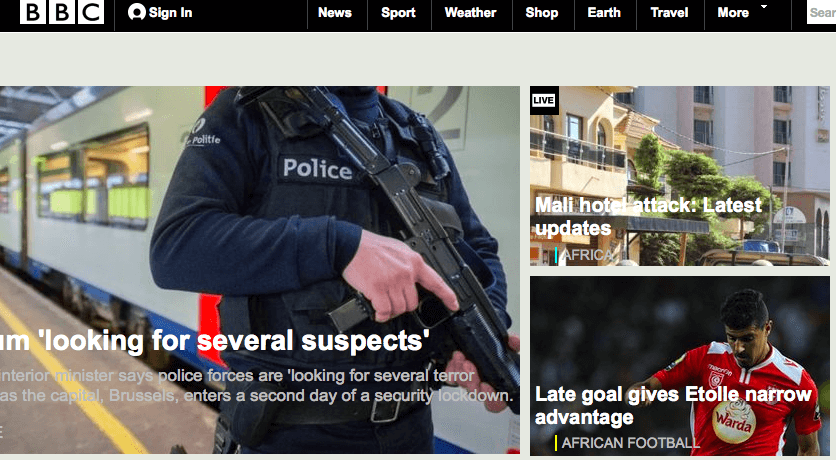 BBC
Sign In
News
Sport
Weather
Shop
Earth
Travel
More
Sear
Politie
Police
um 'looking for several suspects'
interior minister says police forces are 'looking for several terror
as the capital, Brussels, enters a second day of a security lockdown.
E
LIVE
Mali hotel attack: Latest
updates
AFRICA
Late goal gives Etoile narrow
advantage
AFRICAN FOOTBALL
macron
Warda